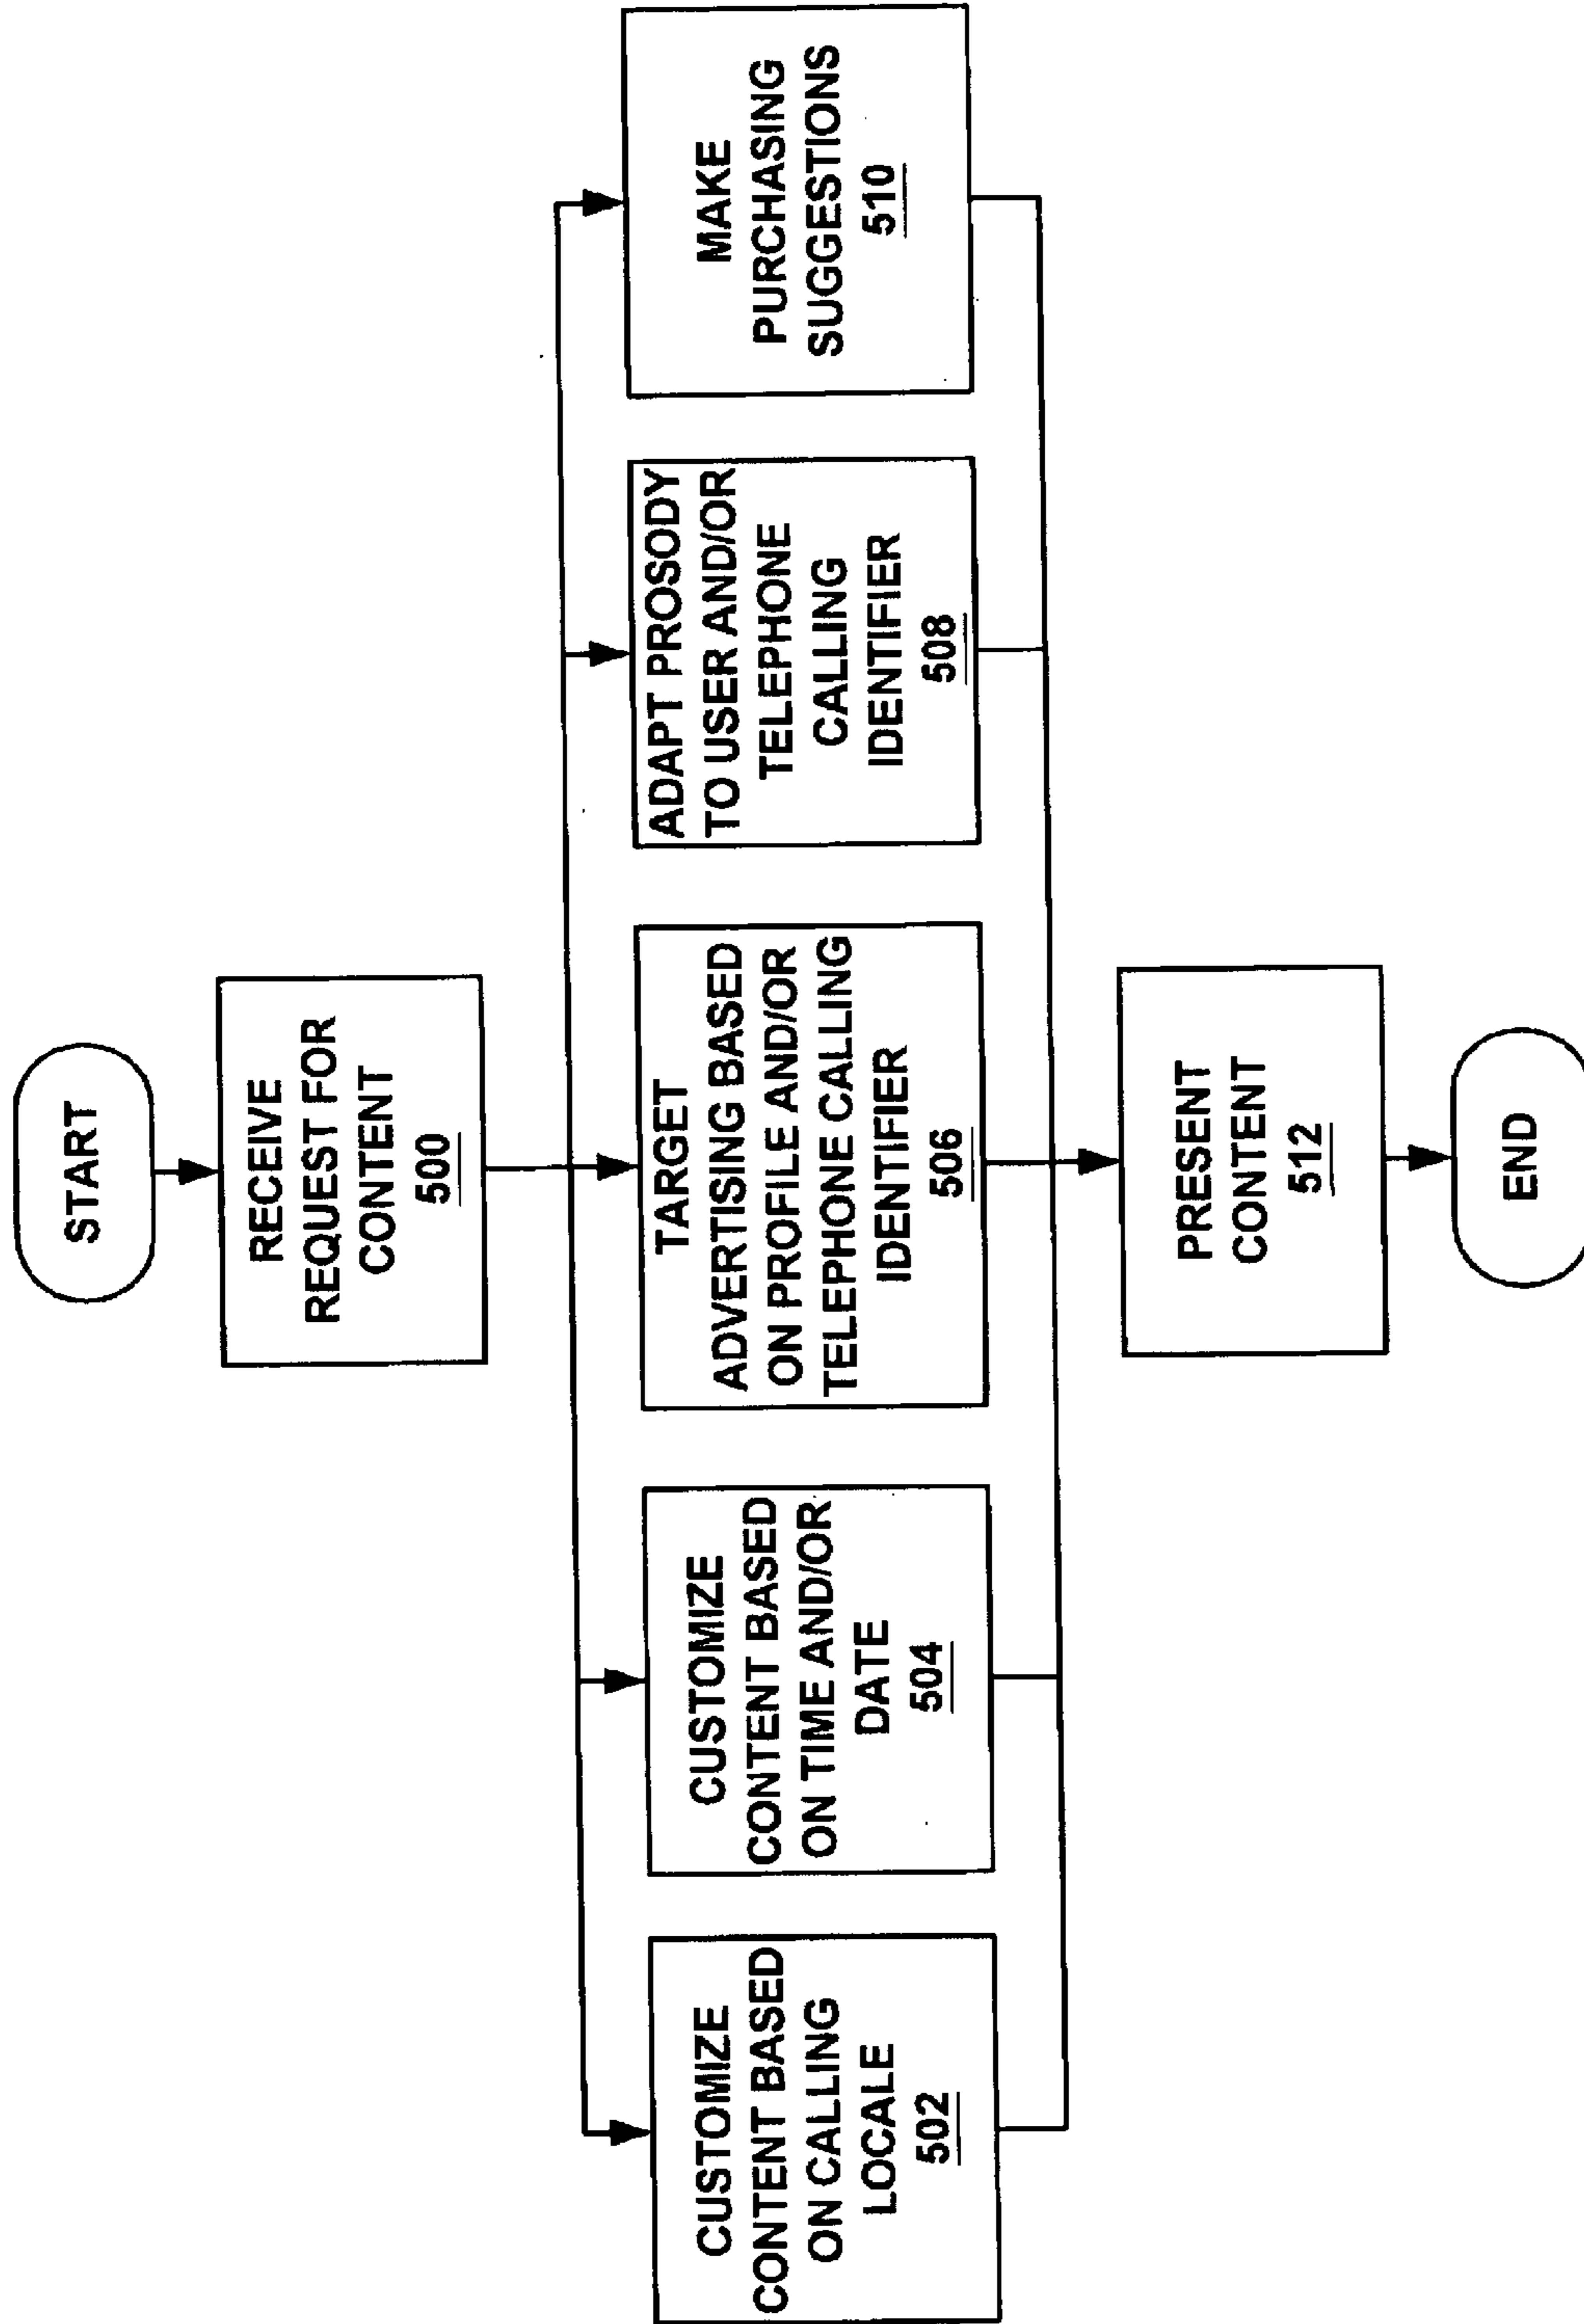 START
RECEIVE
REQUEST FOR
CONTENT
500
CUSTOMIZE
CONTENT BASED
ON CALLING
LOCALE
502
CUSTOMIZE
CONTENT BASED
ON TIME AND/OR
DATE
504
TARGET
ADVERTISING BASED
ON PROFILE AND/OR
TELEPHONE CALLING
IDENTIFIER
506
ADAPT PROSODY
TO USER AND/OR
TELEPHONE
CALLING
IDENTIFIER
508
MAKE
PURCHASING
SUGGESTIONS
510
PRESENT
CONTENT
512
END